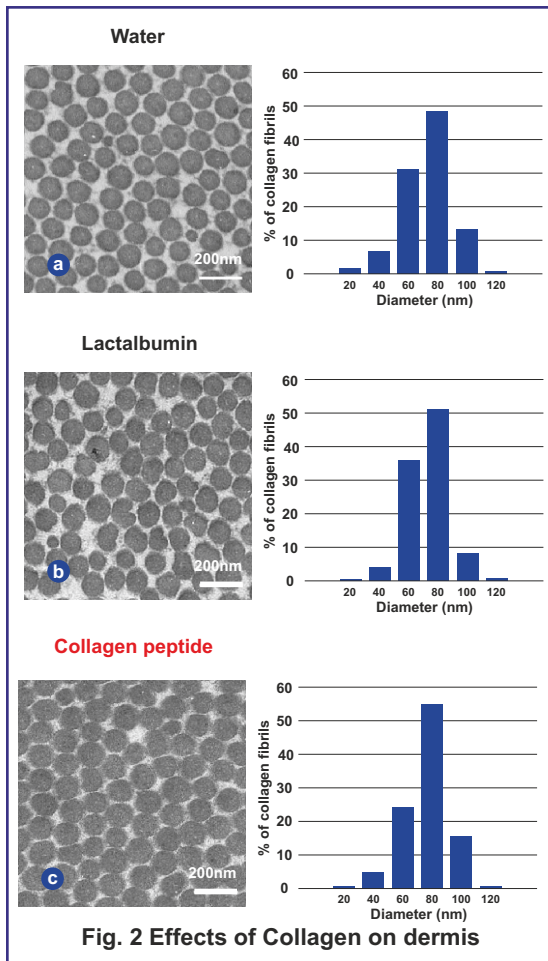 Water
a
200nm
% of collagen fibrils
60
50
40
30
20
10
0
20 40 60 80 100 120
Diameter (nm)
Lactalbumin
b
200nm
% of collagen fibrils
60
50
40
30
20
10
0
20 40 60 80 100 120
Diameter (nm)
Collagen peptide
c
200nm
% of collagen fibrils
60
50
40
30
20
10
0
20 40 60 80 100 120
Diameter (nm)
Fig. 2 Effects of Collagen on dermis